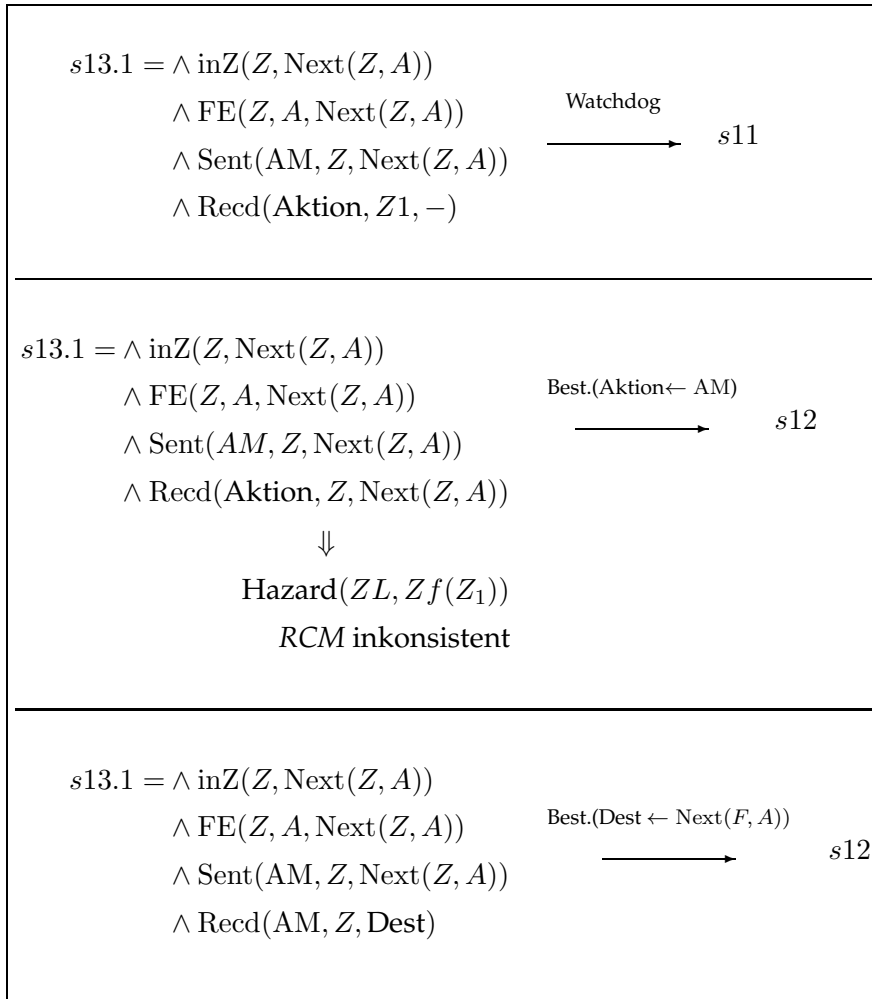 s13.1 = ∧ inZ(Z, Next(Z, A))
∧ FE(Z, A, Next(Z, A))
Watchdog
s11
∧ Sent(AM, Z, Next(Z, A))
∧ Recd(Aktion, Z1, −)
s13.1 = ∧ inZ(Z, Next(Z, A))
∧ FE(Z, A, Next(Z, A))
Best.(Aktion← AM)
s12
∧ Sent(AM, Z, Next(Z, A))
∧ Recd(Aktion, Z, Next(Z, A))
⇓
Hazard(ZL, Zf(Z₁))
RCM inkonsistent
s13.1 = ∧ inZ(Z, Next(Z, A))
∧ FE(Z, A, Next(Z, A))
Best.(Dest ← Next(F, A))
s12
∧ Sent(AM, Z, Next(Z, A))
∧ Recd(AM, Z, Dest)